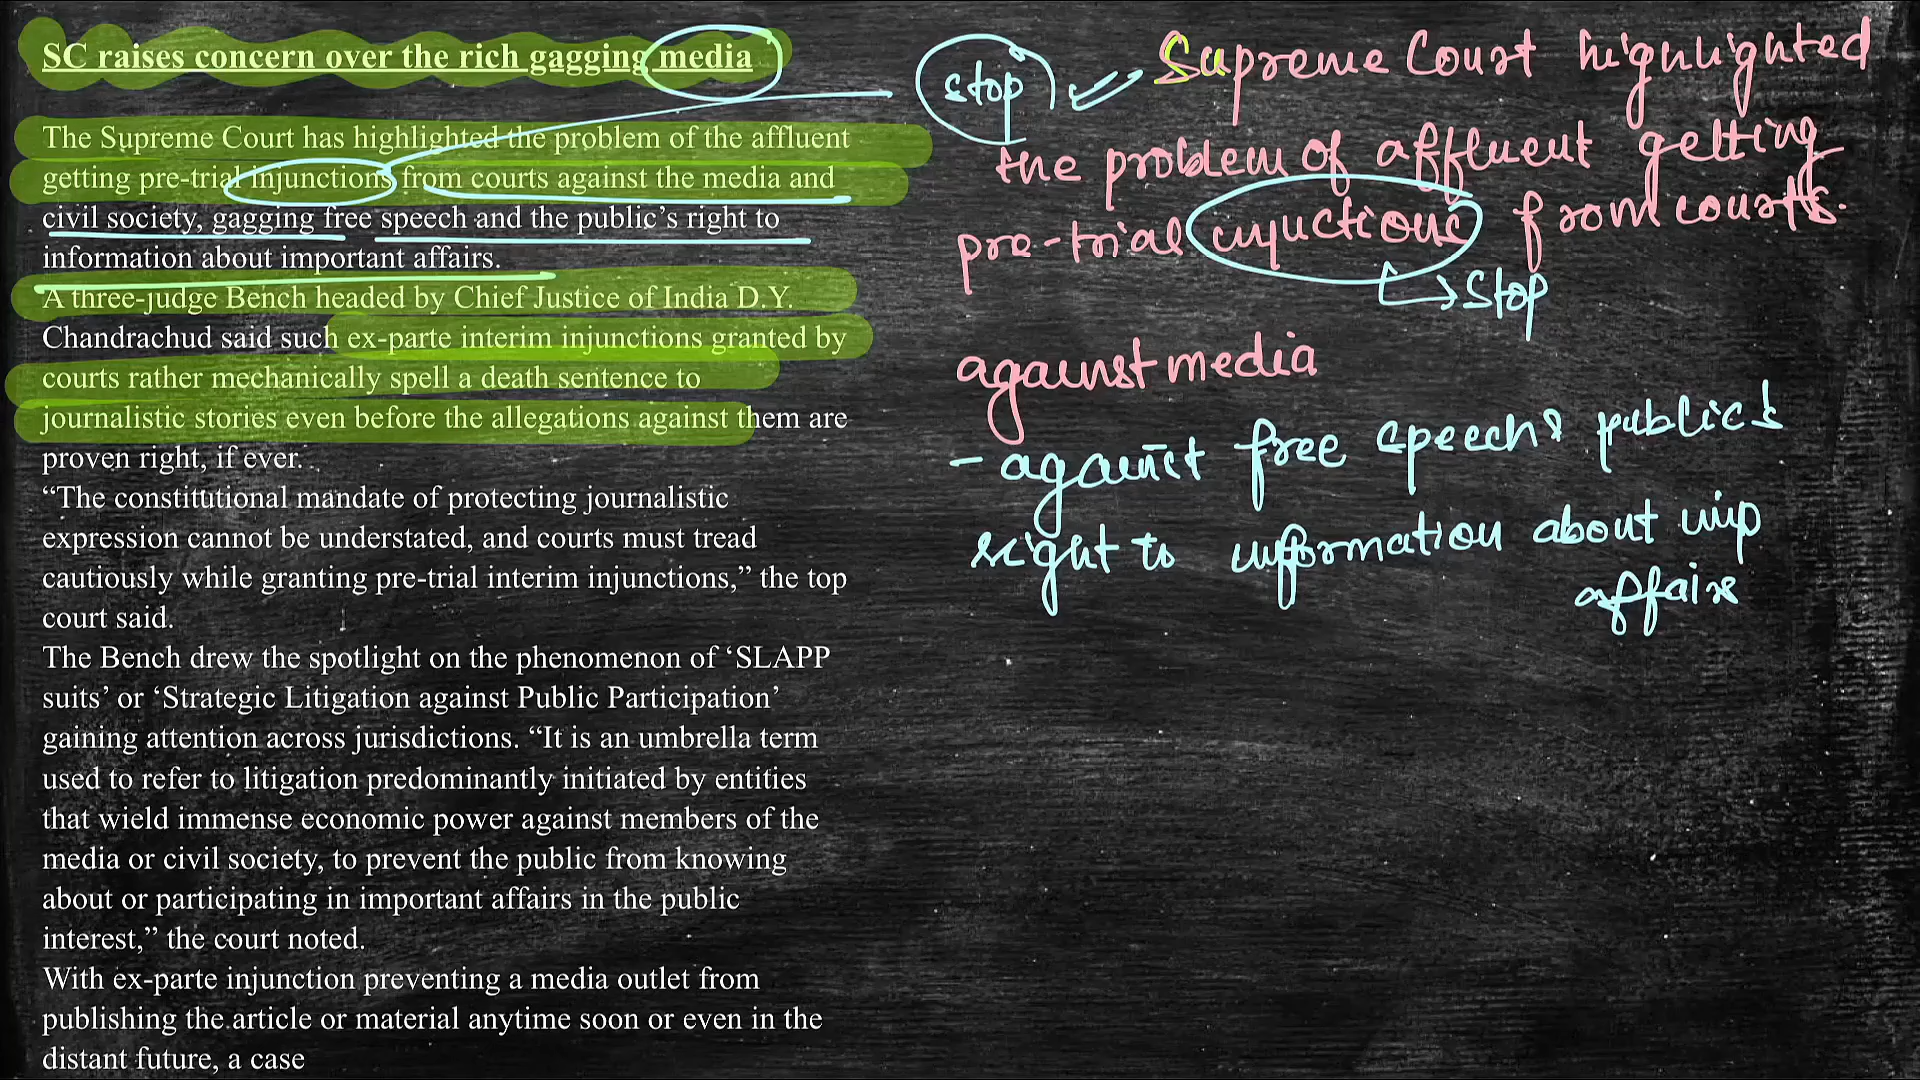 SC raises concern over the rich gagging media
The Supreme Court has highlighted the problem of the affluent
getting pre-trial injunctions from courts against the media and
civil society, gagging free speech and the public’s right to
information about important affairs.
A three-judge Bench headed by Chief Justice of India D.Y.
Chandrachud said such ex-parte interim injunctions granted by
courts rather mechanically spell a death sentence to
journalistic stories even before the allegations against them are
proven right, if ever.
“The constitutional mandate of protecting journalistic
expression cannot be understated, and courts must tread
cautiously while granting pre-trial interim injunctions,” the top
court said.
The Bench drew the spotlight on the phenomenon of ‘SLAPP
suits’ or ‘Strategic Litigation against Public Participation’
gaining attention across jurisdictions. “It is an umbrella term
used to refer to litigation predominantly initiated by entities
that wield immense economic power against members of the
media or civil society, to prevent the public from knowing
about or participating in important affairs in the public
interest,” the court noted.
With ex-parte injunction preventing a media outlet from
publishing the article or material anytime soon or even in the
distant future, a case
stop
Supreme Court highlighted
the problem of affluent getting
pre-trial injuctions from courts.
Stop
against media
- against free speech & public's
right to information about imp
affairs